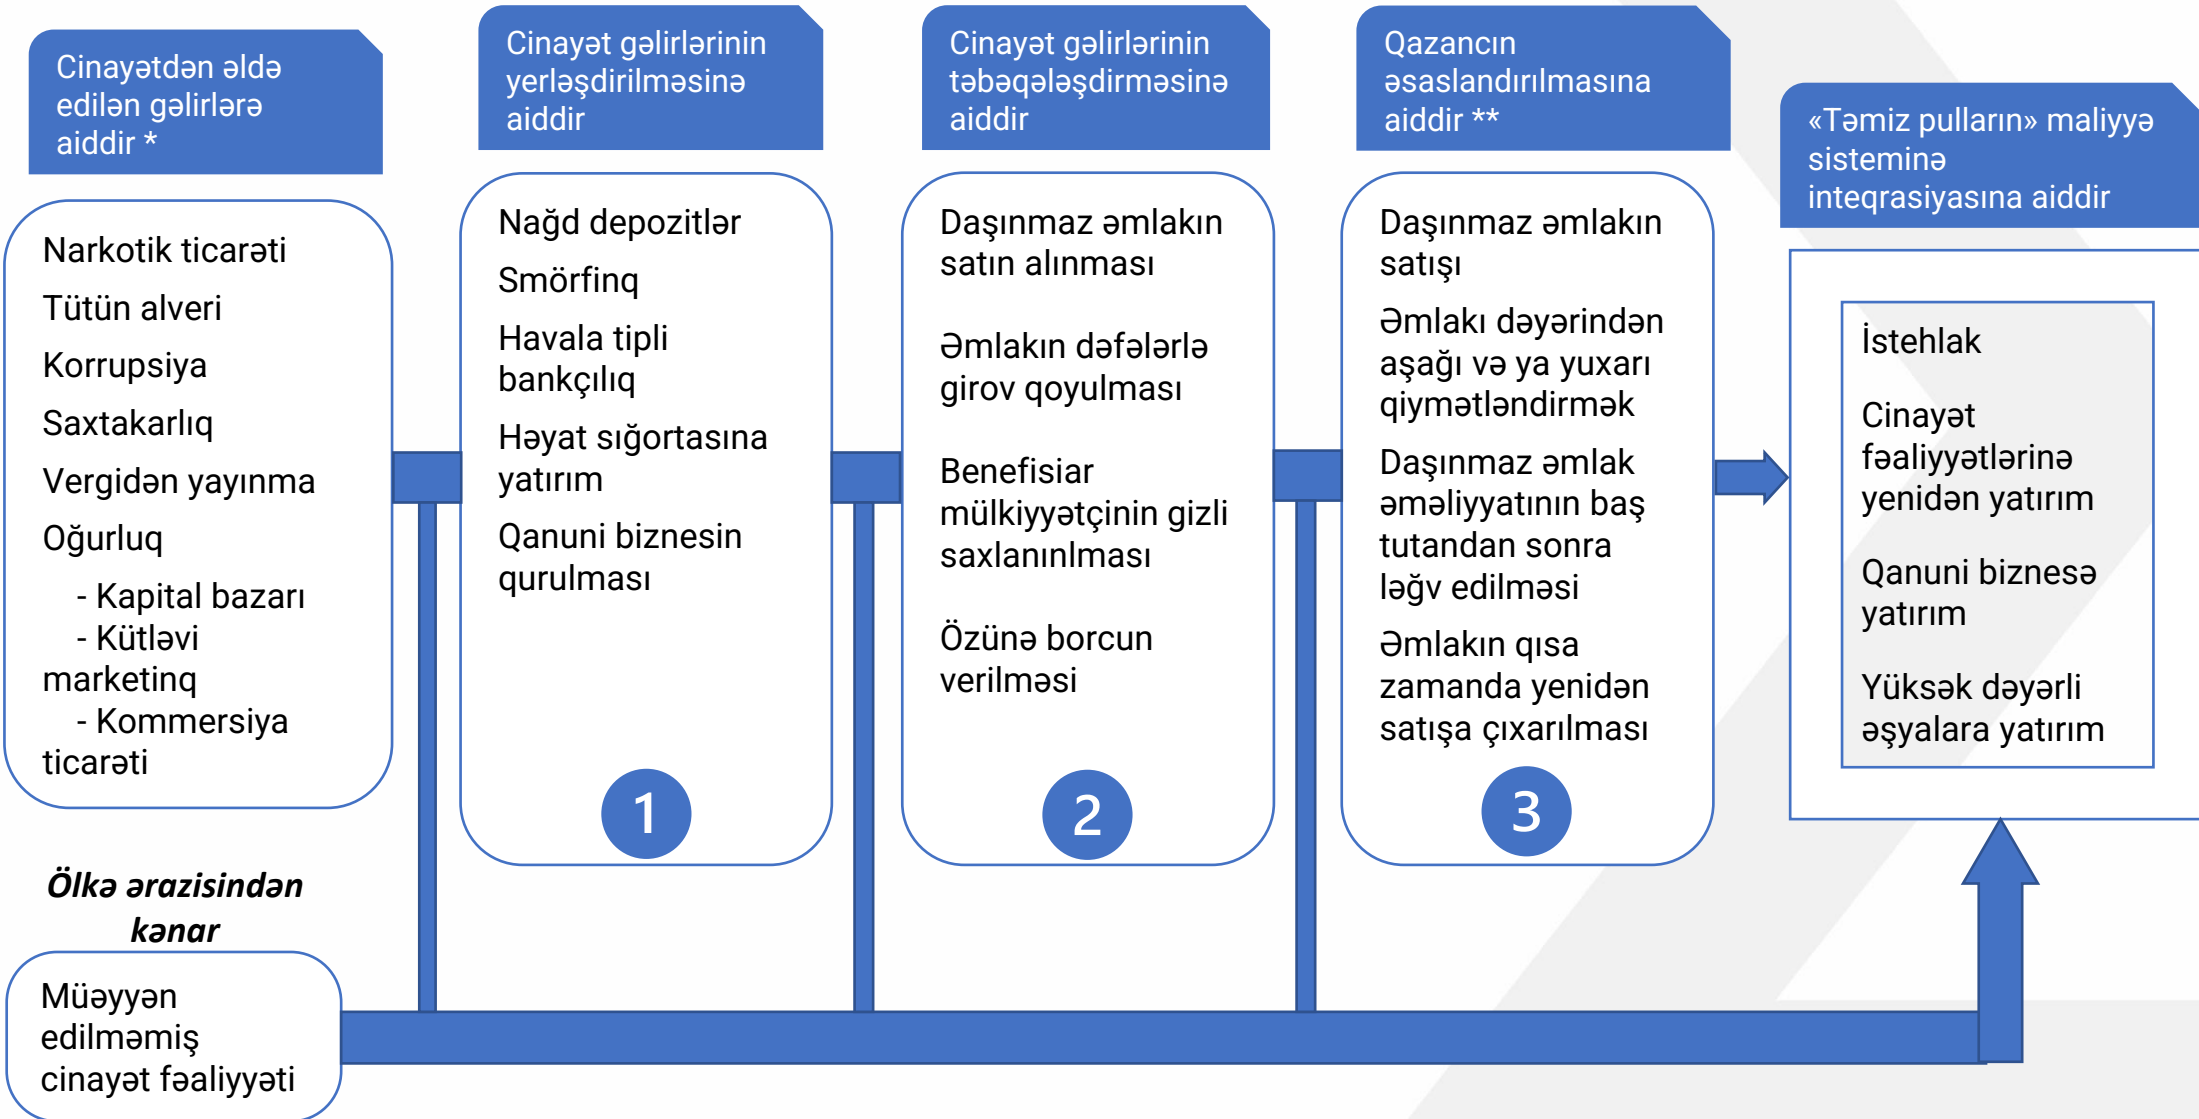 Cinayətdən əldə
edilən gəlirlərə
aiddir *
Narkotik ticarəti
Tütün alveri
Korrupsiya
Saxtakarlıq
Vergidən yayınma
Oğurluq
- Kapital bazarı
- Kütləvi
marketinq
- Kommersiya
ticarəti
Ölkə ərazisindən
kənar
Müəyyən
edilməmiş
cinayət fəaliyyəti
Cinayət gəlirlərinin
yerləşdirilməsinə
aiddir
Nağd depozitlər
Smörfinq
Havala tipli
bankçılıq
Həyat sığortasına
yatırım
Qanuni biznesin
qurulması
1
Cinayət gəlirlərinin
təbəqələşdirməsinə
aiddir
Daşınmaz əmlakın
satın alınması
Əmlakın dəfələrlə
girov qoyulması
Benefisiar
mülkiyyətçinin gizli
saxlanınlması
Özünə borcun
verilməsi
2
Qazancın
əsaslandırılmasına
aiddir **
Daşınmaz əmlakın
satışı
Əmlakı dəyərindən
aşağı və ya yuxarı
qiymətləndirmək
Daşınmaz əmlak
əməliyyatının baş
tutandan sonra
ləğv edilməsi
Əmlakın qısa
zamanda yenidən
satışa çıxarılması
3
«Təmiz pulların» maliyyə
sisteminə
inteqrasiyasına aiddir
İstehlak
Cinayət
fəaliyyətlərinə
yenidən yatırım
Qanuni biznesə
yatırım
Yüksək dəyərli
əşyalara yatırım